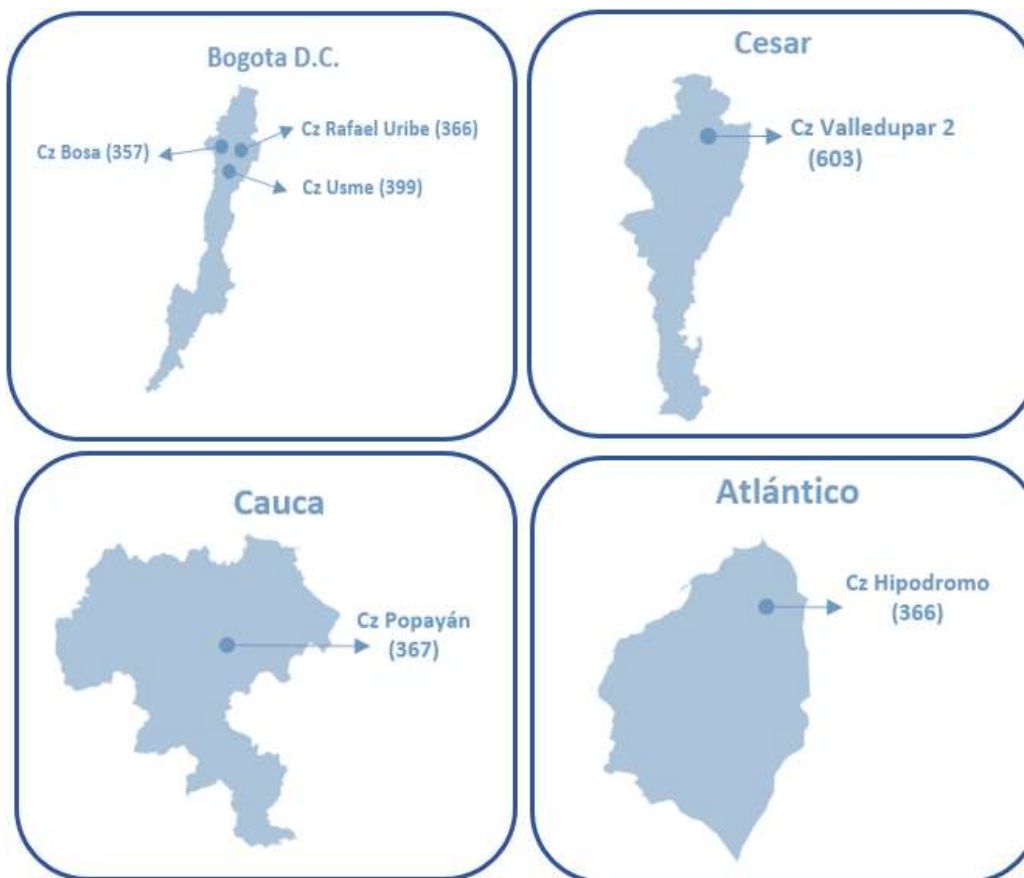 Bogota D.C.
Cz Rafael Uribe (366)
Cz Bosa (357)
Cz Usme (399)
Cesar
Cz Valledupar 2
(603)
Cauca
Cz Popayán
(367)
Atlántico
Cz Hipodromo
(366)